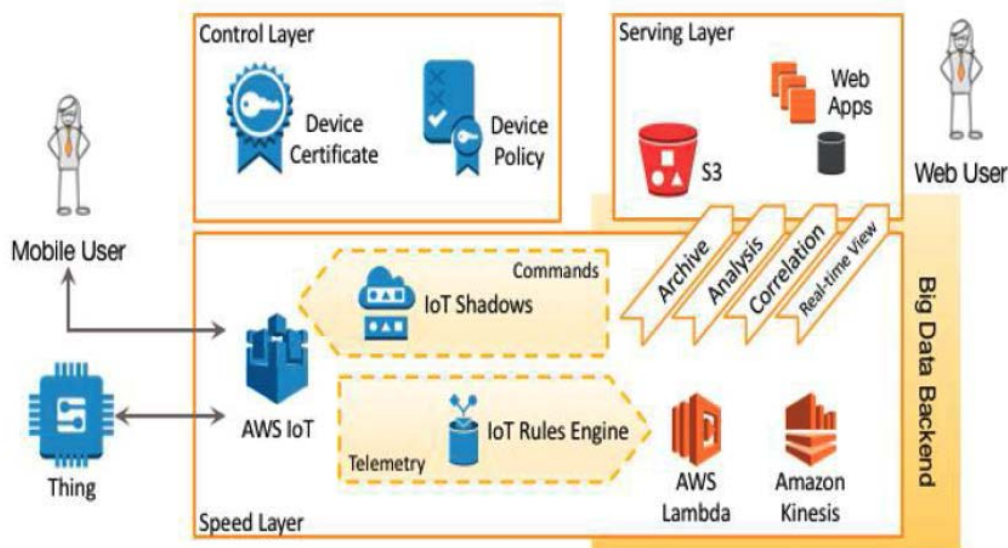 Control Layer
Device
Certificate
Device
Policy
Serving Layer
Web
Apps
S3
Web User
Mobile User
Commands
IoT Shadows
Archive
Analysis
Correlation
Real-time View
Big Data Backend
AWS IoT
Thing
IoT Rules Engine
Telemetry
AWS
Lambda
Amazon
Kinesis
Speed Layer